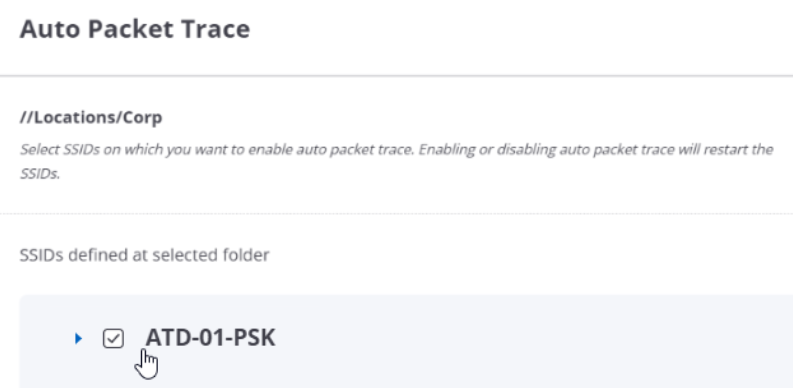 Auto Packet Trace
//Locations/Corp
Select SSIDs on which you want to enable auto packet trace. Enabling or disabling auto packet trace will restart the
SSIDs.
SSIDs defined at selected folder
ATD-01-PSK